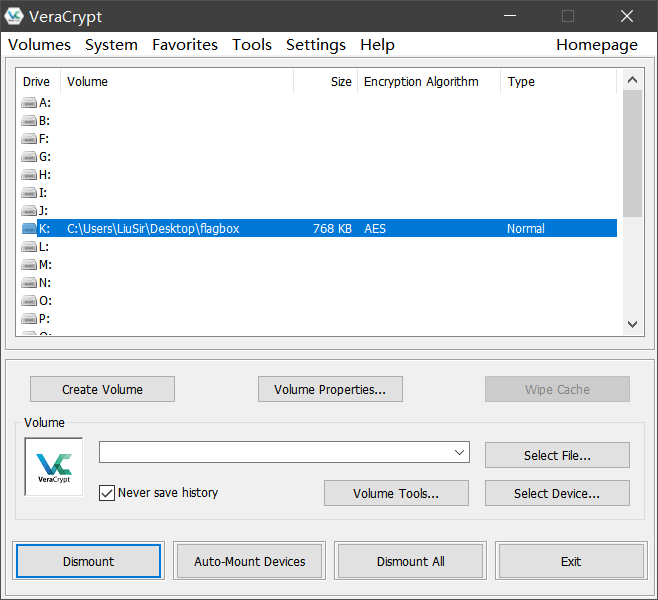 VeraCrypt
Volumes System Favorites Tools Settings Help Homepage
Drive Volume Size Encryption Algorithm Type
A:
B:
F:
G:
H:
I:
J:
K: C:\Users\LiuSir\Desktop\flagbox 768 KB AES Normal
L:
M:
N:
O:
P:
Create Volume Volume Properties... Wipe Cache
Volume
VeraCrypt
Select File...
Never save history Volume Tools... Select Device...
Dismount Auto-Mount Devices Dismount All Exit